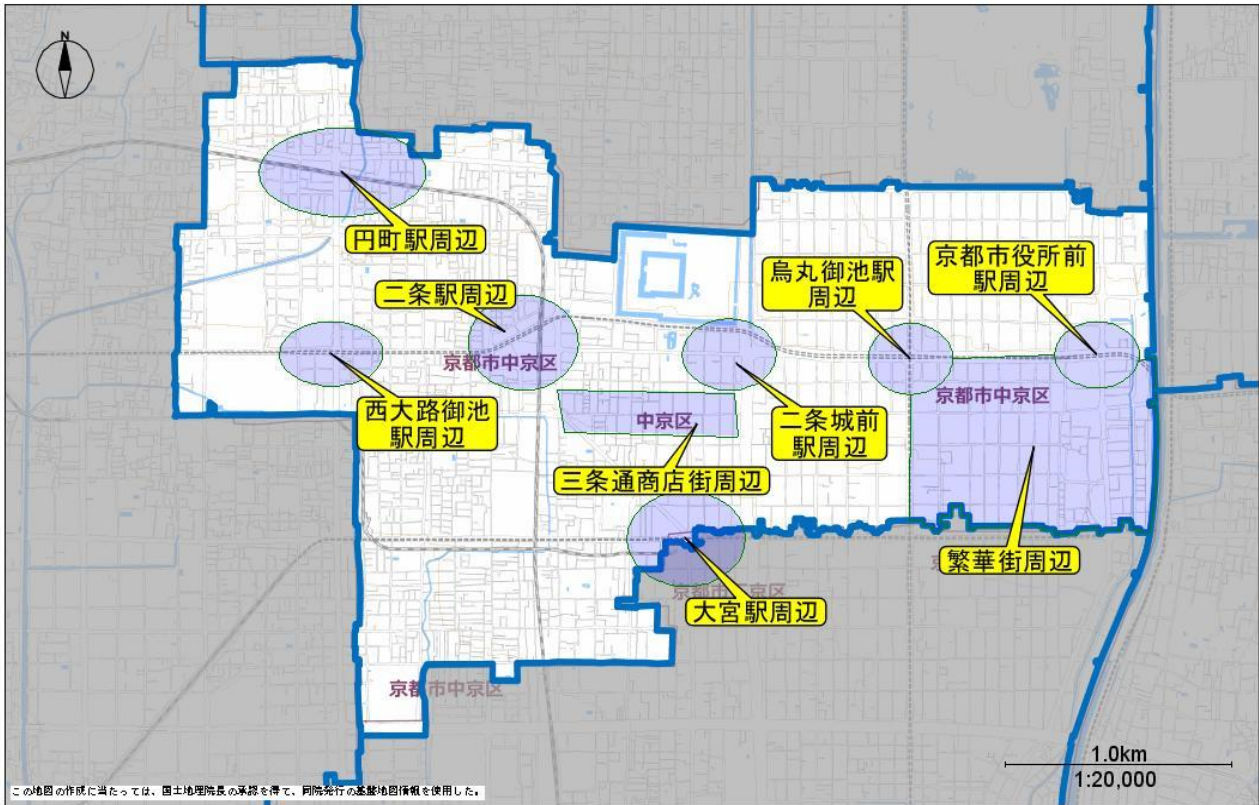 N
円町駅周辺
二条駅周辺
烏丸御池駅
周辺
京都市役所前
駅周辺
京都市中京区
西大路御池
駅周辺
中京区
二条城前
駅周辺
京都市中京区
三条通商店街周辺
繁華街周辺
大宮駅周辺
京都市中京区
1.0km
1:20,000
この地図の作成に当たっては、国土地理院長の承認を得て、同院発行の基盤地図情報を使用した。